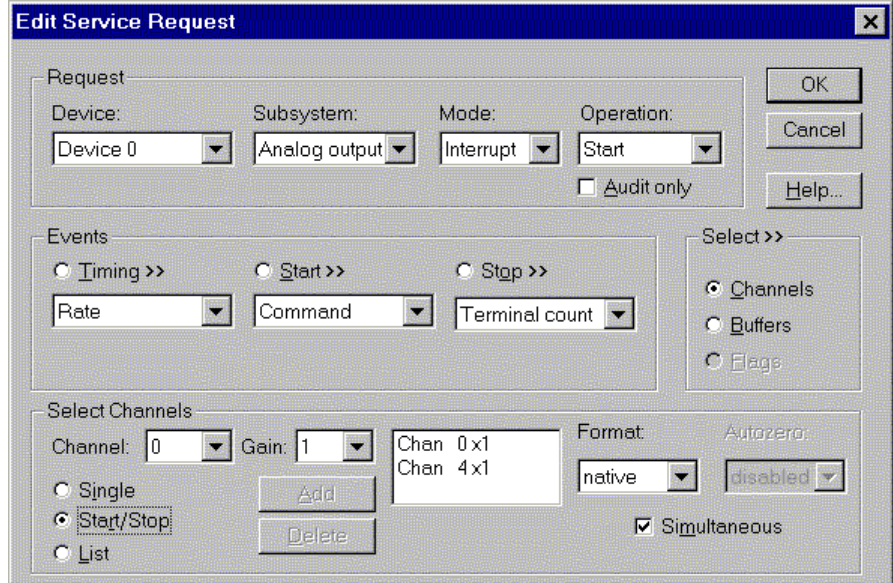 Edit Service Request
Request
OK
Device: Subsystem: Mode: Operation:
Device 0 Analog output Interrupt Start
Cancel
Audit only
Help...
Events
Select >>
Timing >> Start >> Stop >>
Channels
Rate Command Terminal count
Buffers
Flags
Select Channels
Channel: 0 Gain: 1
Chan 0 x1
Chan 4 x1
Format: Autozero:
native disabled
Single
Add
Start/Stop
Simultaneous
Delete
List